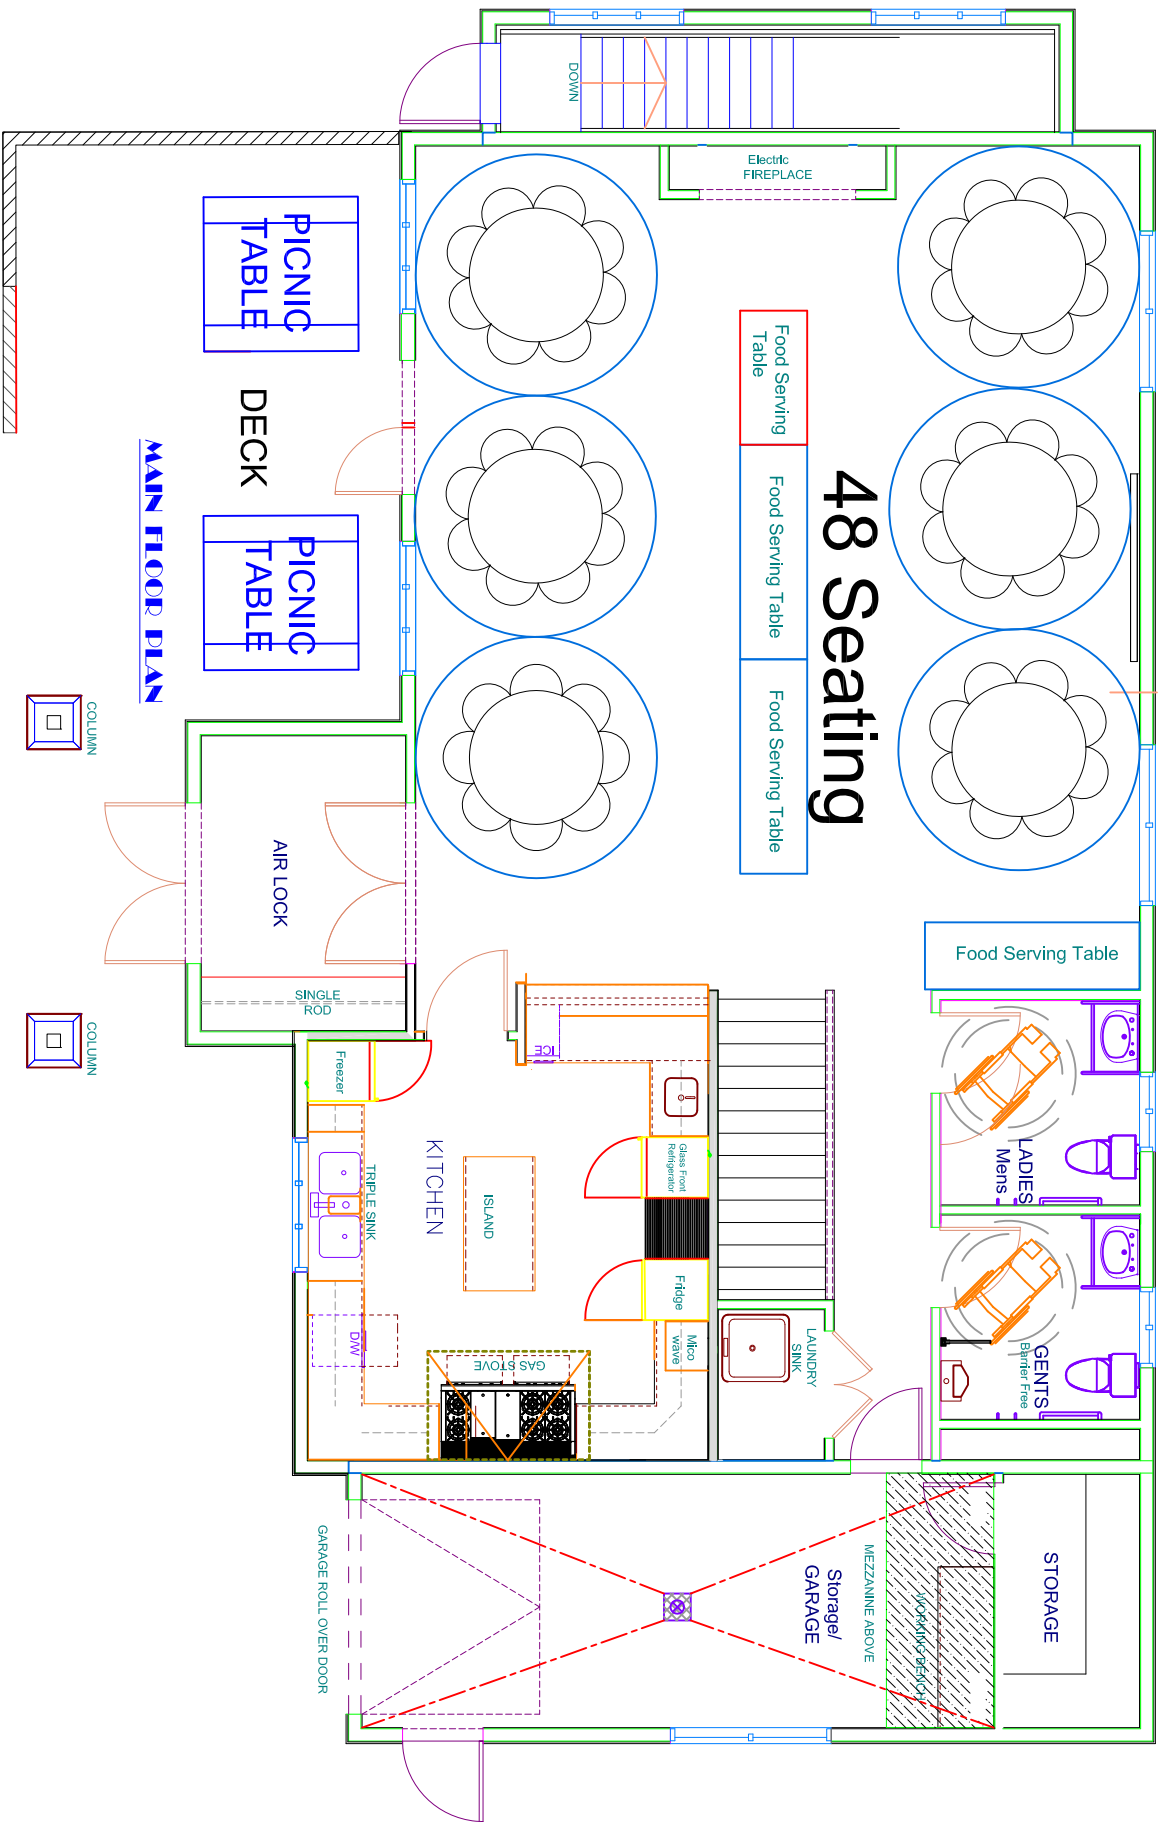 DOWN
Electric
FIREPLACE
PICNIC
TABLE
DECK
PICNIC
TABLE
MAIN FLOOR PLAN
Food Serving
Table
Food Serving Table
Food Serving Table
48 Seating
COLUMN
COLUMN
AIR LOCK
SINGLE
ROD
Food Serving Table
ICE
Freezer
KITCHEN
TRIPLE SINK
ISLAND
Glass Front
Refrigerator
Fridge
Mico
wave
D/W
GAS STOVE
LAUNDRY
SINK
LADIES
Mens
GENTS
Barrier Free
GARAGE ROLL OVER DOOR
Storage/
GARAGE
MEZZANINE ABOVE
WORKING BENCH
STORAGE